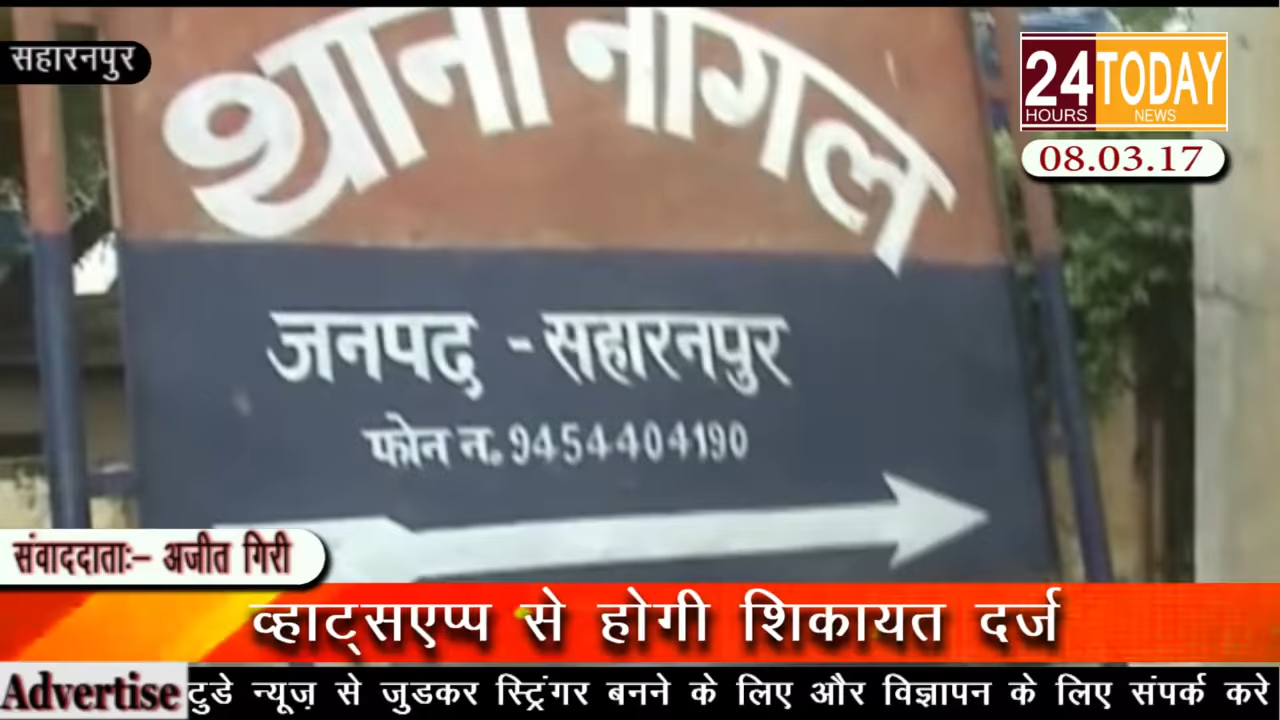 सहारनपुर
थाना नागल
24 TODAY
HOURS NEWS
08.03.17
जनपद - सहारनपुर
फोन न. 9454404190
संवाददाताः- अजीत गिरी
व्हाट्सएप्प से होगी शिकायत दर्ज
Advertise टुडे न्यूज़ से जुडकर स्ट्रिंगर बनने के लिए और विज्ञापन के लिए संपर्क करे